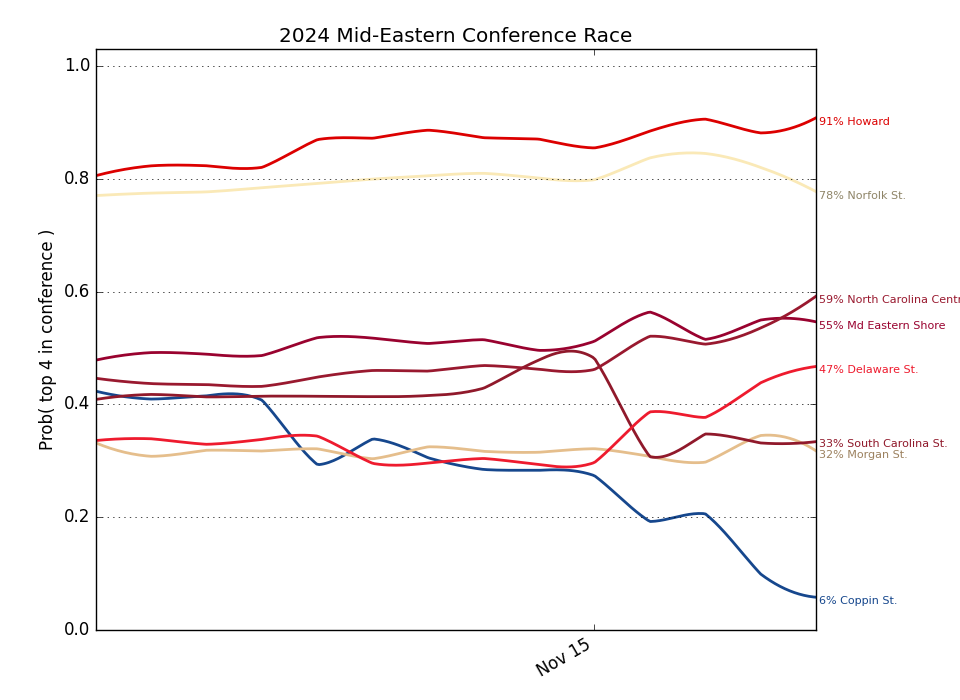 2024 Mid-Eastern Conference Race
1.0
0.8
0.6
0.4
0.2
0.0
Prob( top 4 in conference )
Nov 15
91% Howard
78% Norfolk St.
59% North Carolina Centr
55% Md Eastern Shore
47% Delaware St.
33% South Carolina St.
32% Morgan St.
6% Coppin St.